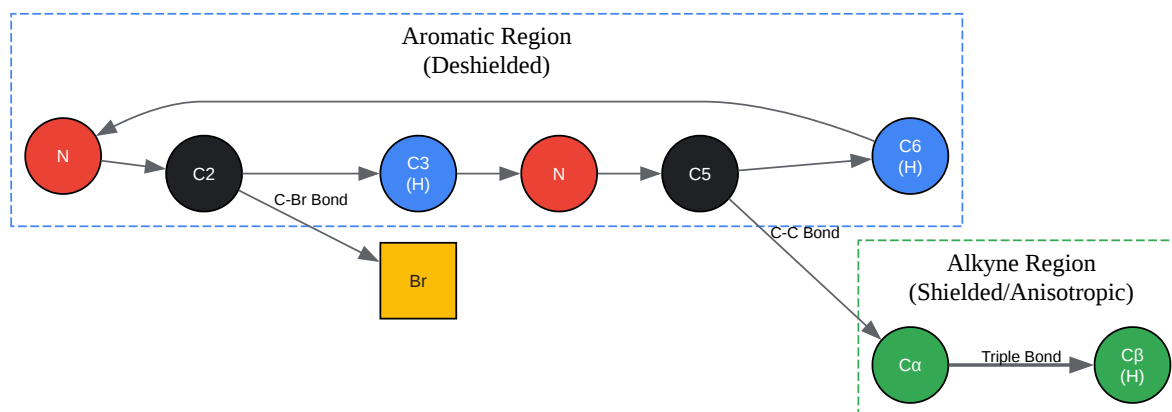 Aromatic Region
(Deshielded)
N
C2
C3
(H)
N
C5
C6
(H)
C-Br Bond
C-C Bond
Br
Alkyne Region
(Shielded/Anisotropic)
Cα
Triple Bond
Cβ
(H)